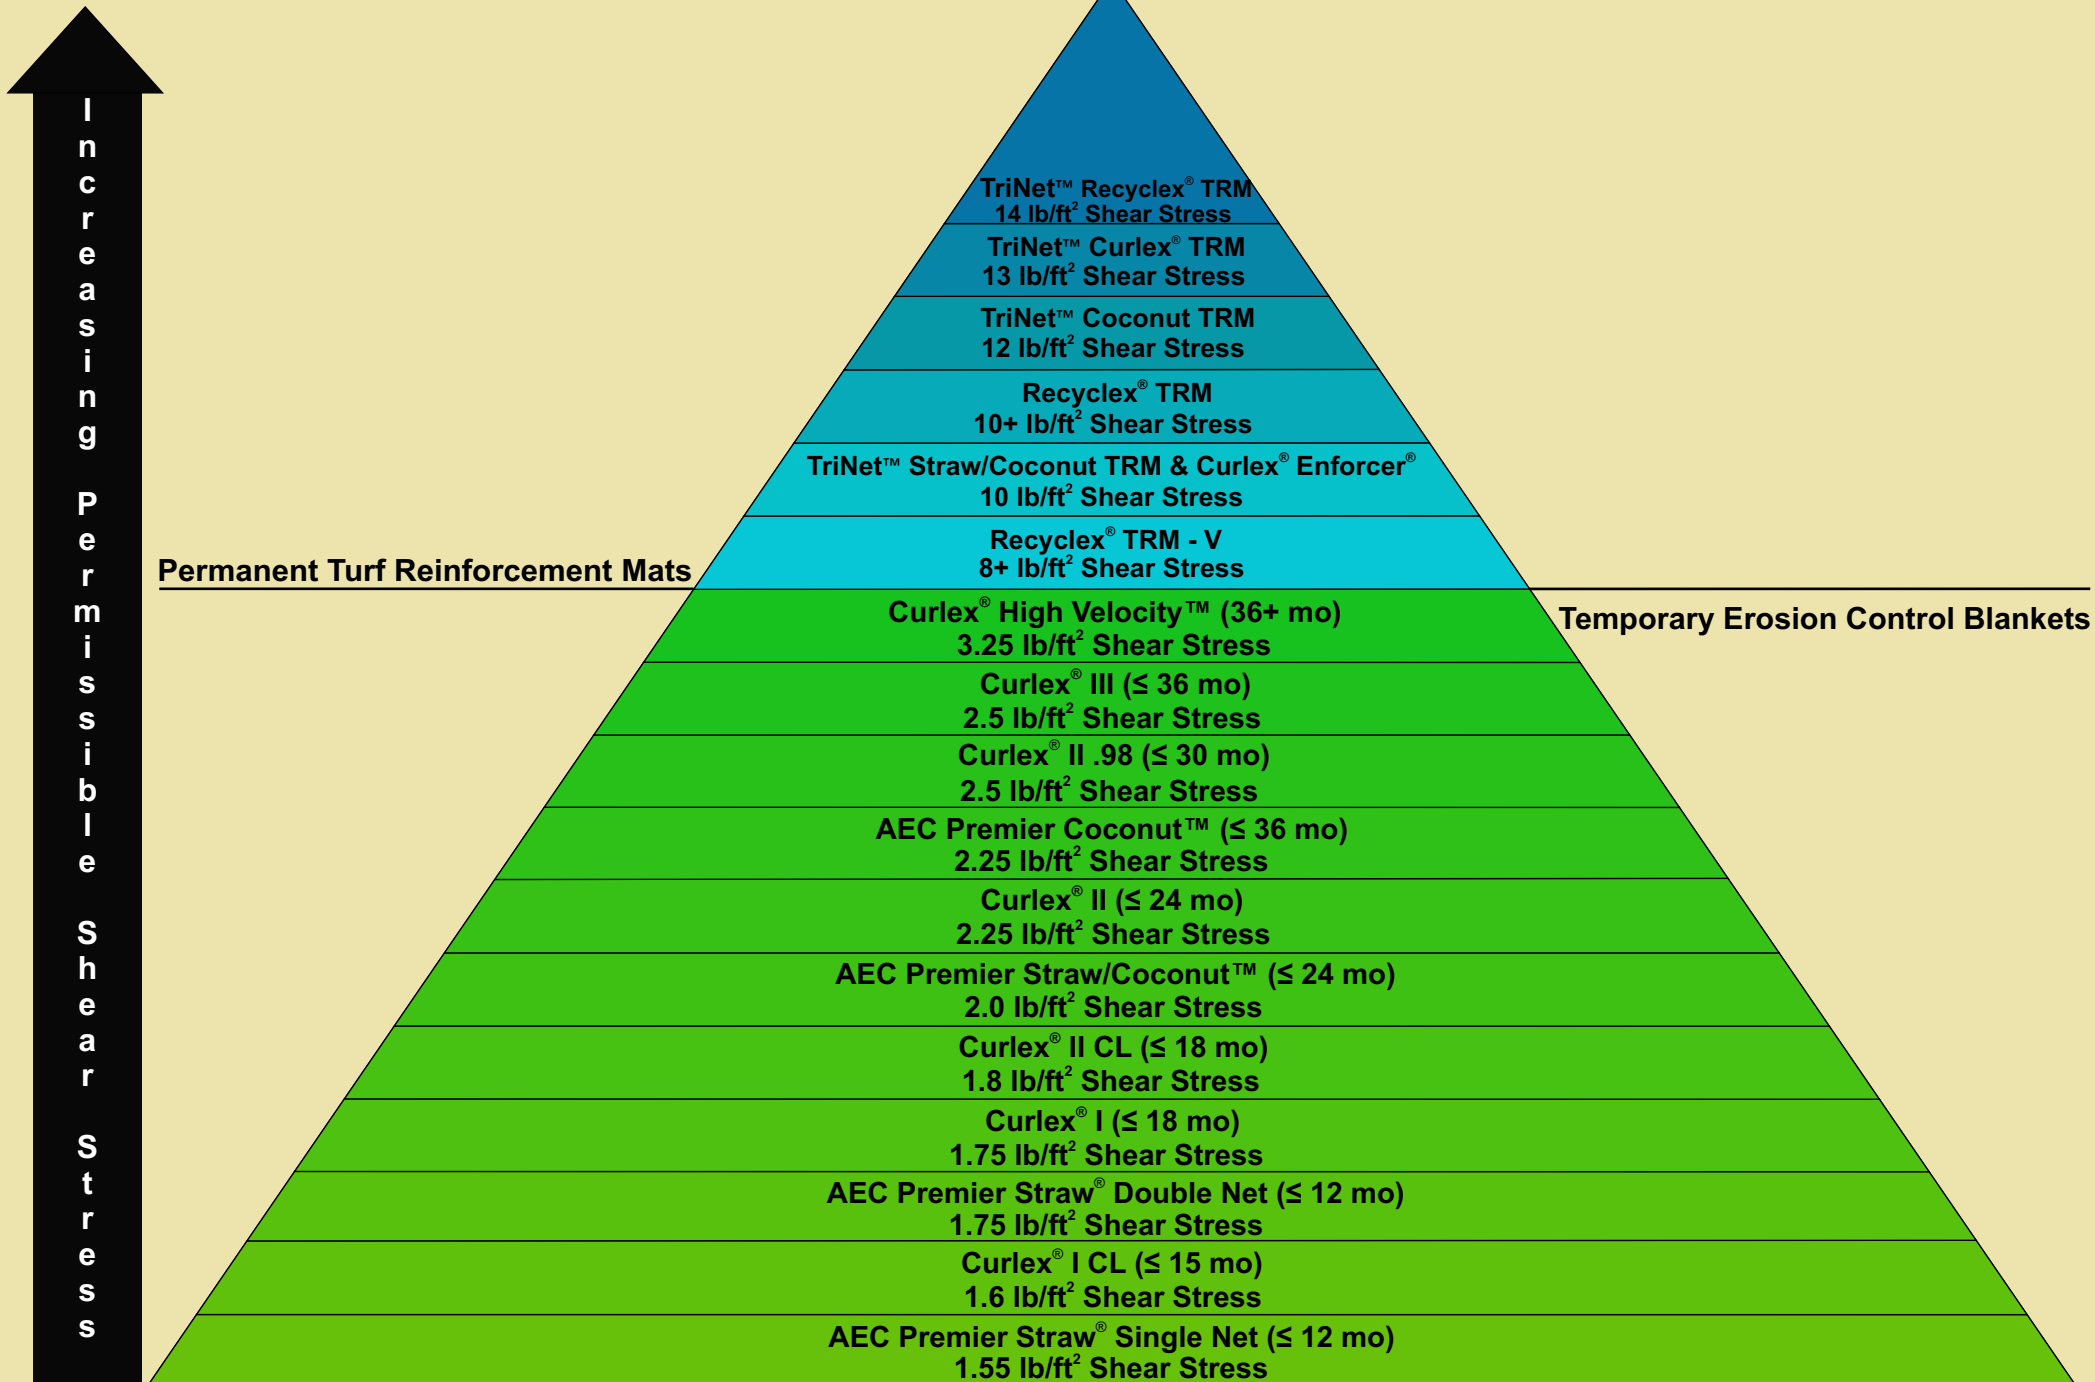 Increasing Permissible Shear Stress
TriNet™ Recyclex® TRM
14 lb/ft² Shear Stress
TriNet™ Curlex® TRM
13 lb/ft² Shear Stress
TriNet™ Coconut TRM
12 lb/ft² Shear Stress
Recyclex® TRM
10+ lb/ft² Shear Stress
TriNet™ Straw/Coconut TRM & Curlex® Enforcer®
10 lb/ft² Shear Stress
Recyclex® TRM - V
8+ lb/ft² Shear Stress
Permanent Turf Reinforcement Mats
Temporary Erosion Control Blankets
Curlex® High Velocity™ (36+ mo)
3.25 lb/ft² Shear Stress
Curlex® III (≤ 36 mo)
2.5 lb/ft² Shear Stress
Curlex® II .98 (≤ 30 mo)
2.5 lb/ft² Shear Stress
AEC Premier Coconut™ (≤ 36 mo)
2.25 lb/ft² Shear Stress
Curlex® II (≤ 24 mo)
2.25 lb/ft² Shear Stress
AEC Premier Straw/Coconut™ (≤ 24 mo)
2.0 lb/ft² Shear Stress
Curlex® II CL (≤ 18 mo)
1.8 lb/ft² Shear Stress
Curlex® I (≤ 18 mo)
1.75 lb/ft² Shear Stress
AEC Premier Straw® Double Net (≤ 12 mo)
1.75 lb/ft² Shear Stress
Curlex® I CL (≤ 15 mo)
1.6 lb/ft² Shear Stress
AEC Premier Straw® Single Net (≤ 12 mo)
1.55 lb/ft² Shear Stress